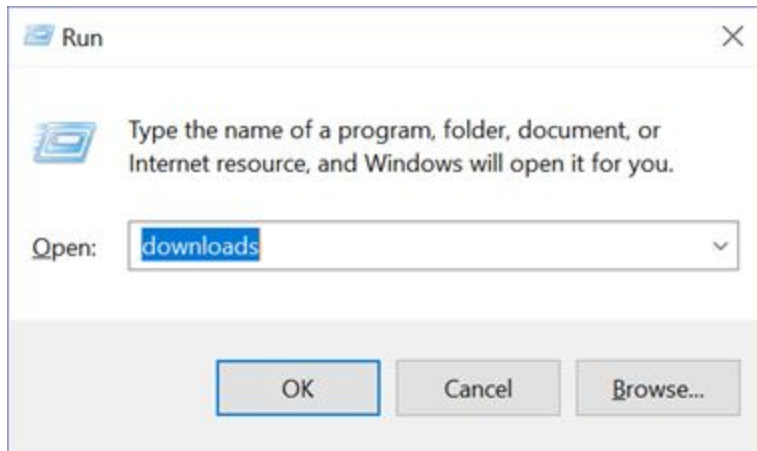 Run
Type the name of a program, folder, document, or
Internet resource, and Windows will open it for you.
Open: downloads
OK Cancel Browse...